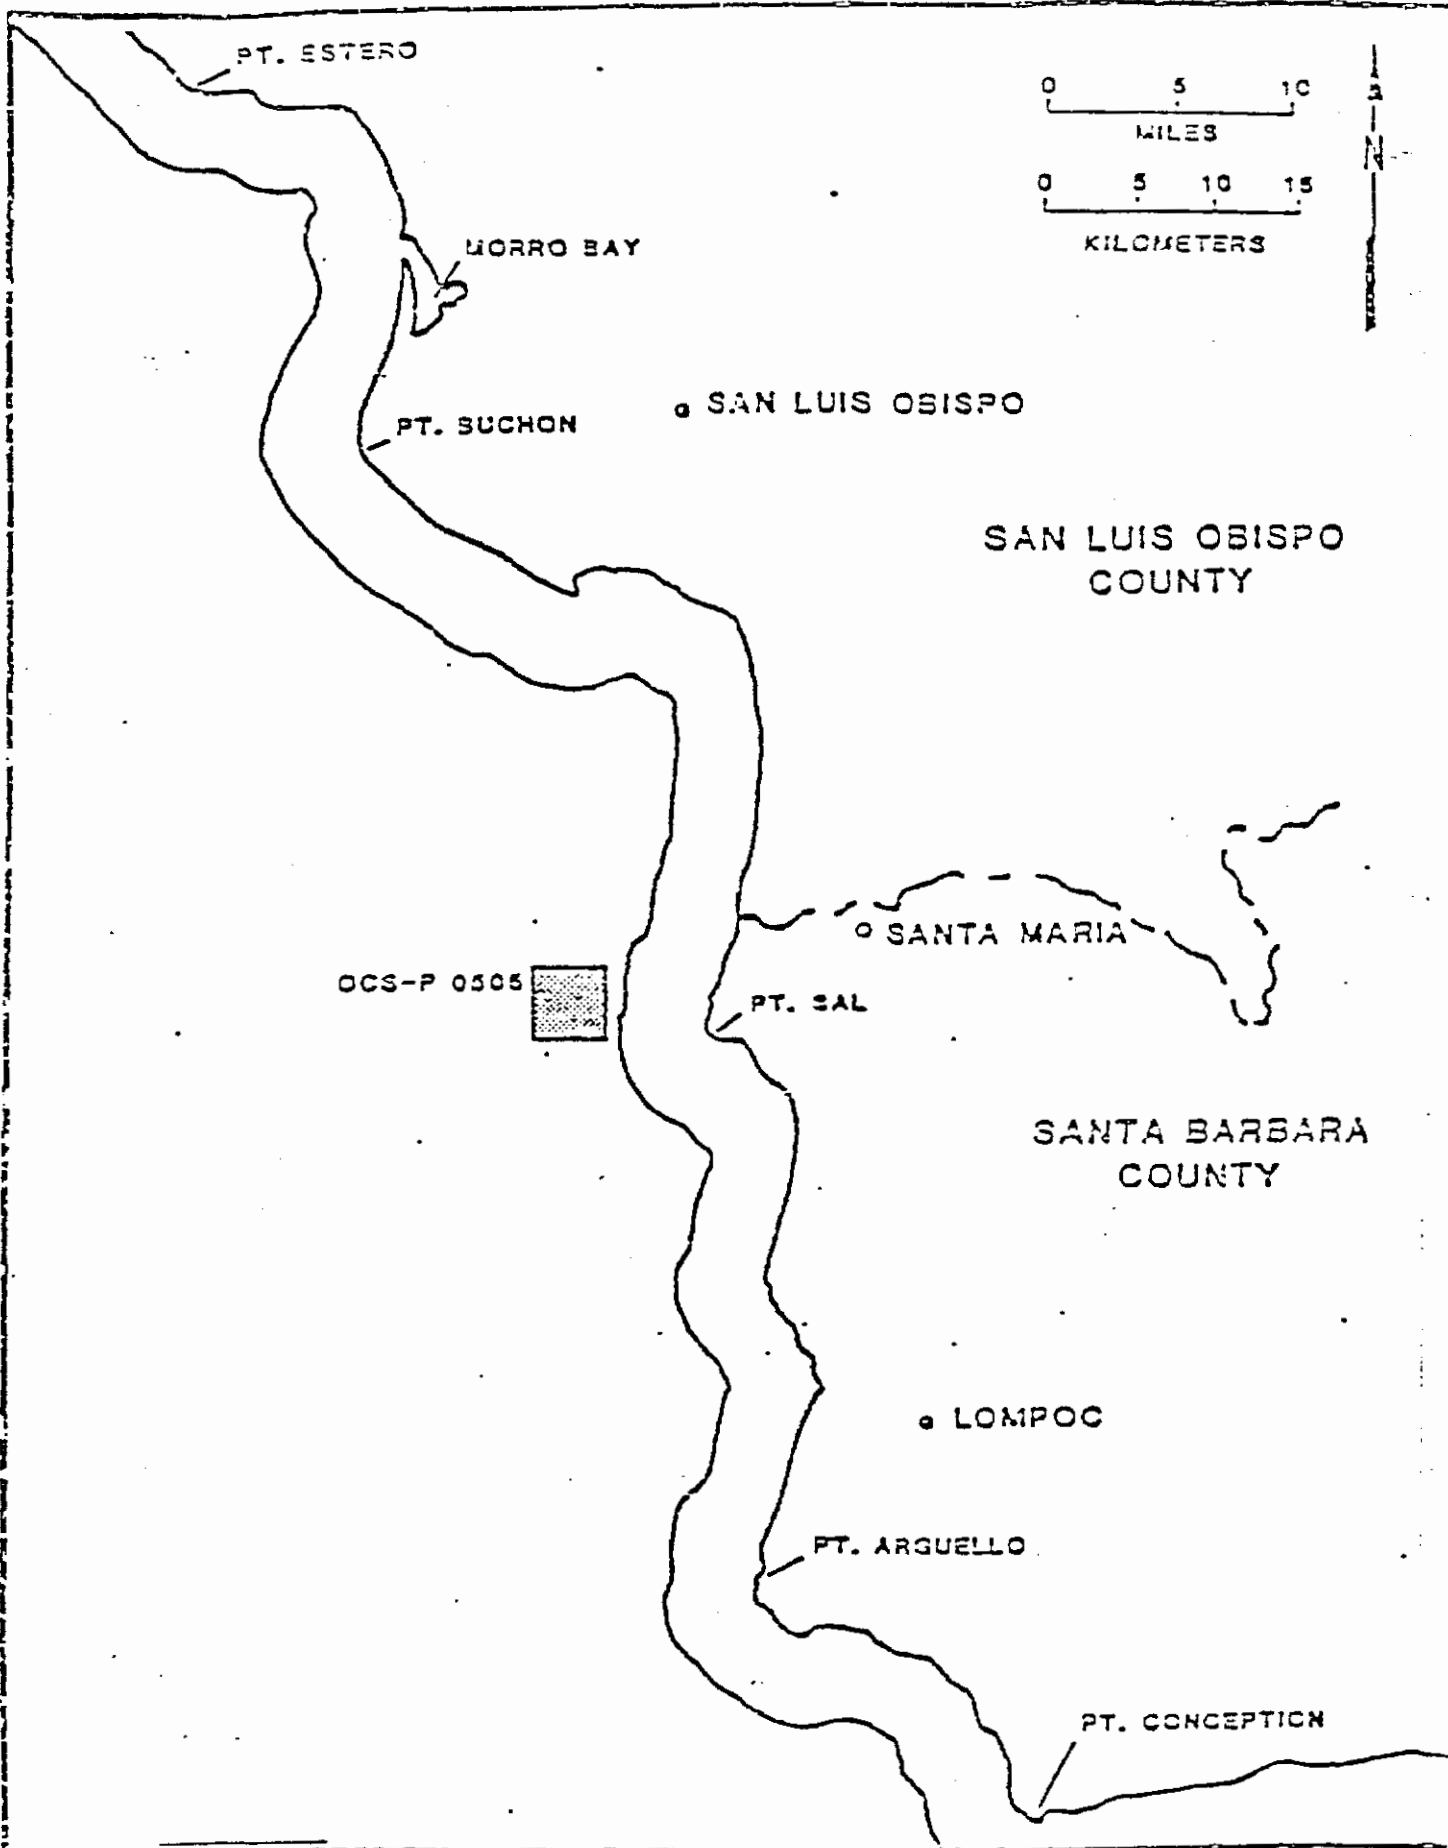 PT. ESTERO
0 5 10
MILES
N
0 5 10 15
KILOMETERS
MORRO BAY
SAN LUIS OBISPO
PT. BUCHON
SAN LUIS OBISPO
COUNTY
SANTA MARIA
OCS-P 0505
PT. SAL
SANTA BARBARA
COUNTY
LOMPOC
PT. ARGUELLO
PT. CONCEPTION